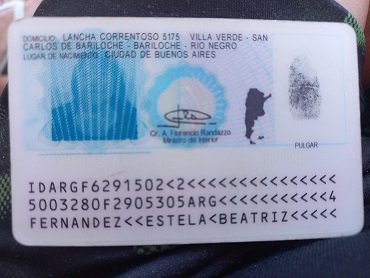 DOMICILIO: LANCHA CORRENTOSO 5175 VILLA VERDE - SAN
CARLOS DE BARILOCHE - BARILOCHE - RIO NEGRO
LUGAR DE NACIMIENTO: CIUDAD DE BUENOS AIRES
Cr. A. Florencio Randazzo
Ministro del Interior
PULGAR
IDARGF6291502<2<<<<<<<<<<<<<<<
5003280F2905305ARG<<<<<<<<<<<4
FERNANDEZ<<ESTELA<BEATRIZ<<<<<